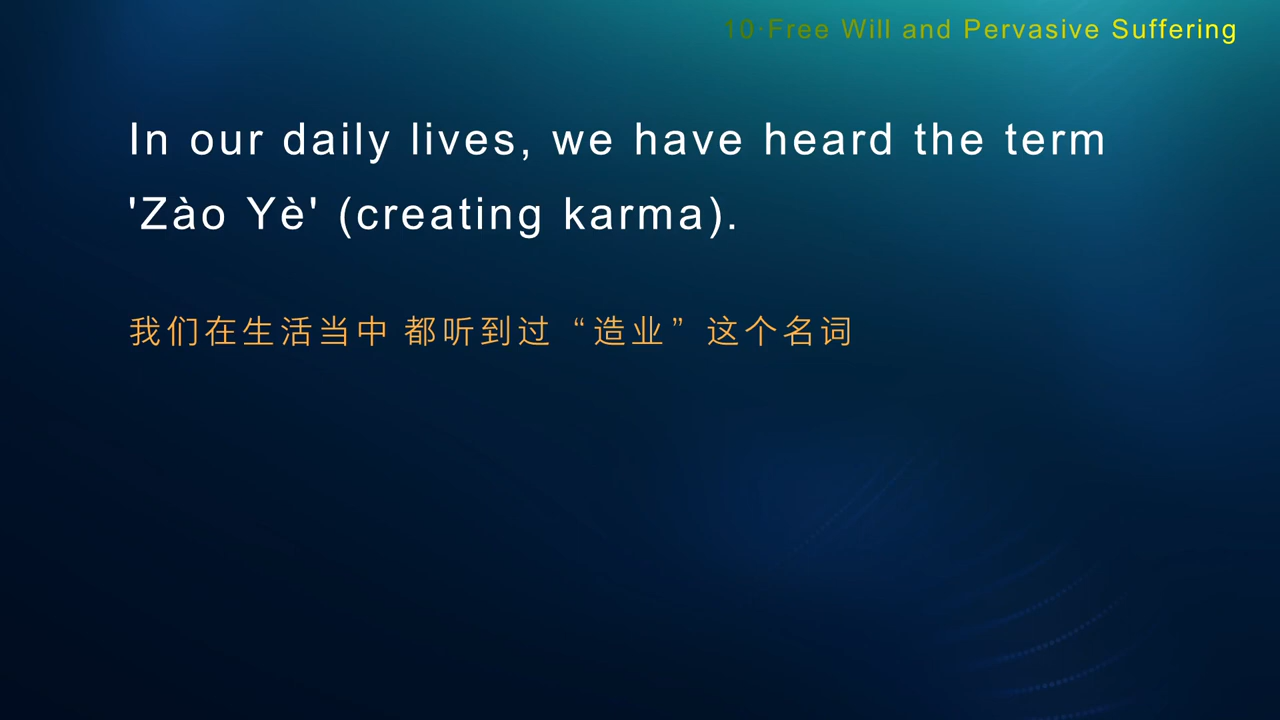 10·Free Will and Pervasive Suffering
In our daily lives, we have heard the term
'Zào Yè' (creating karma).
我们在生活当中 都听到过“造业”这个名词